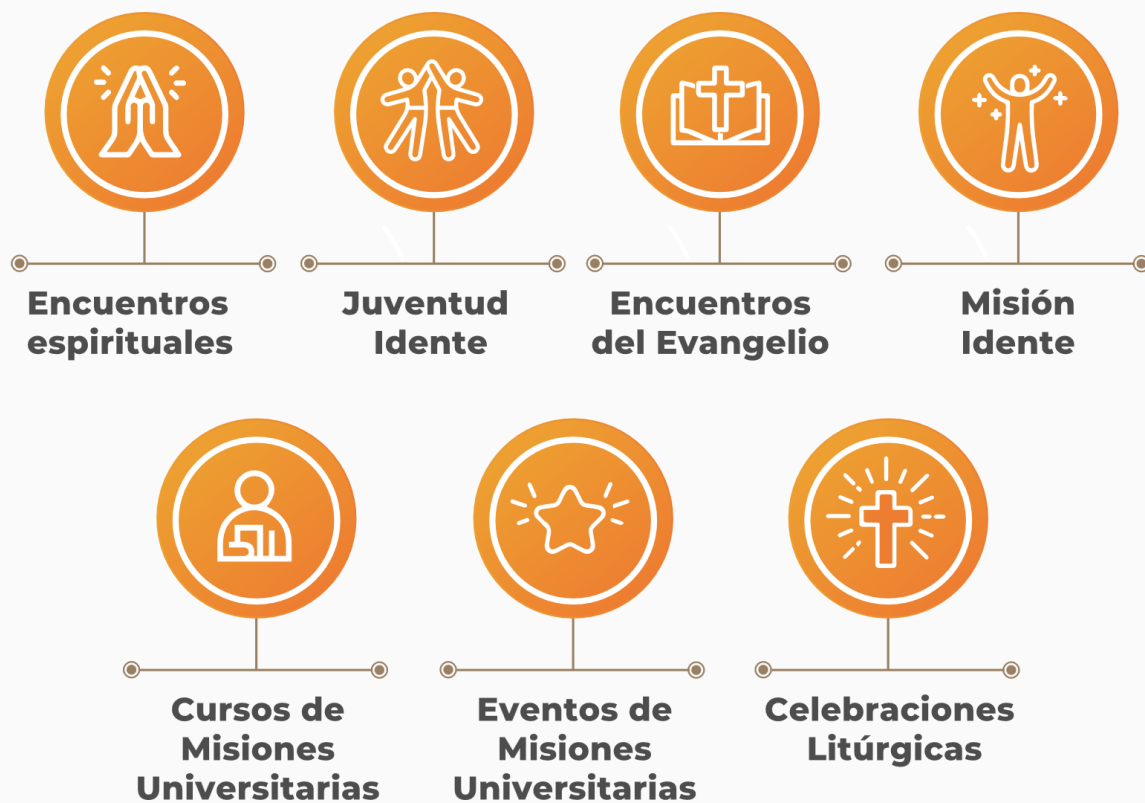 Encuentros
espirituales
Juventud
Idente
Encuentros
del Evangelio
Misión
Idente
Cursos de
Misiones
Universitarias
Eventos de
Misiones
Universitarias
Celebraciones
Litúrgicas